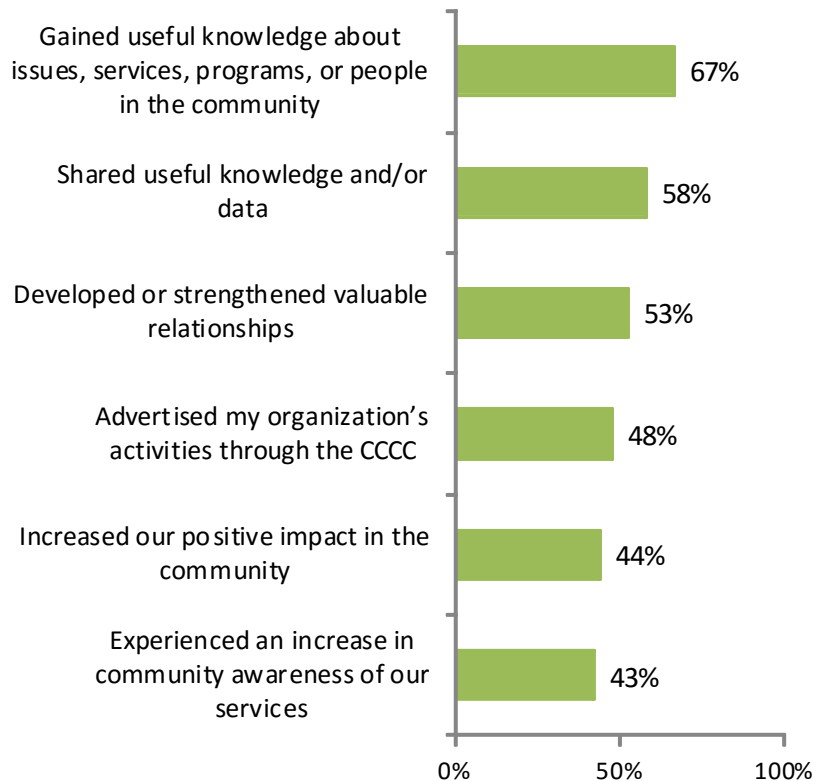 Gained useful knowledge about
issues, services, programs, or people
in the community
67%
Shared useful knowledge and/or
data
58%
Developed or strengthened valuable
relationships
53%
Advertised my organization’s
activities through the CCCC
48%
Increased our positive impact in the
community
44%
Experienced an increase in
community awareness of our
services
43%
0% 50% 100%